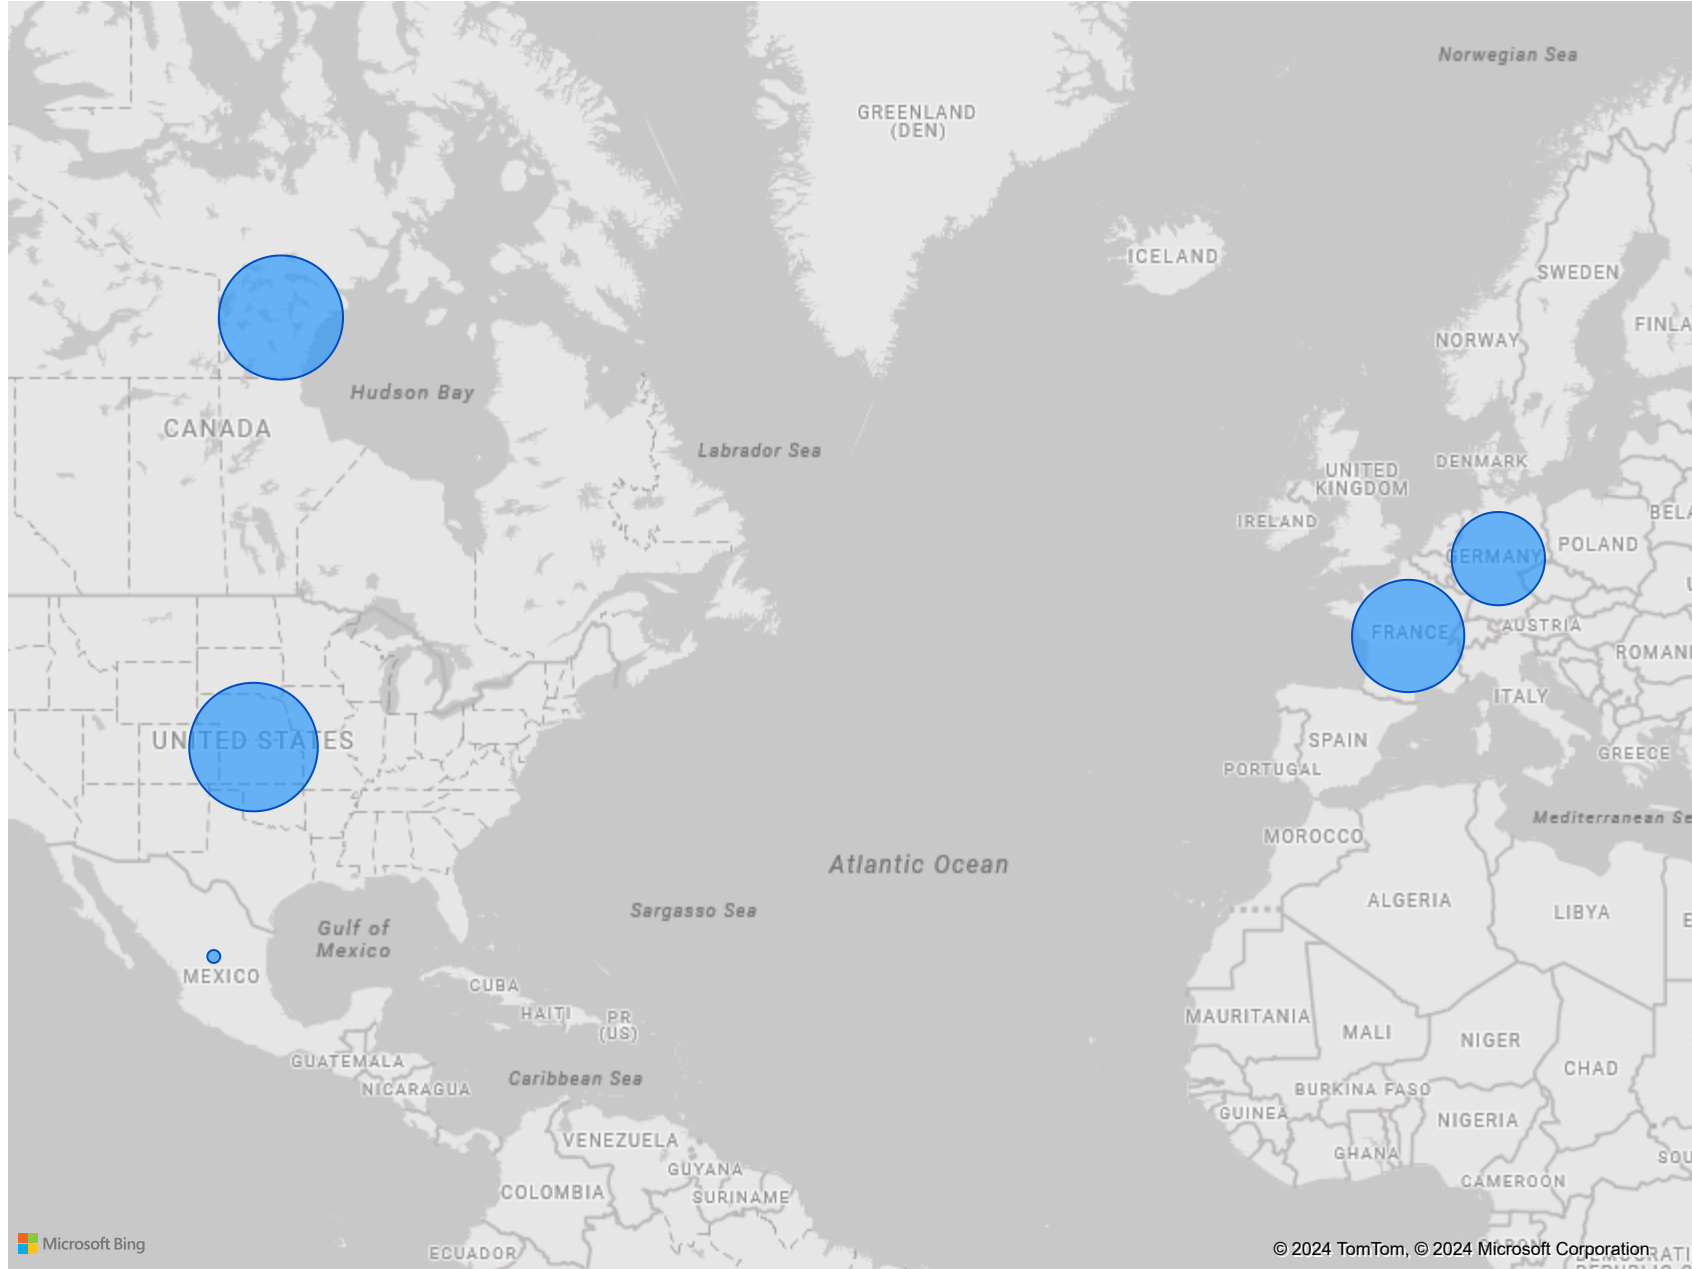 Norwegian Sea
GREENLAND
(DEN)
ICELAND
SWEDEN
FINLA
NORWAY
Hudson Bay
CANADA
Labrador Sea
DENMARK
UNITED
KINGDOM
IRELAND
BELA
POLAND
GERMANY
U
AUSTRIA
FRANCE
ROMANI
ITALY
UNITED STATES
SPAIN
GREECE
PORTUGAL
Mediterranean Se
MOROCCO
Atlantic Ocean
ALGERIA
LIBYA
E
Sargasso Sea
Gulf of
Mexico
MEXICO
CUBA
HAITI
PR
(US)
MAURITANIA
MALI
NIGER
CHAD
GUATEMALA
NICARAGUA
Caribbean Sea
BURKINA FASO
GUINEA
NIGERIA
VENEZUELA
GHANA
SOU
GUYANA
CAMEROON
COLOMBIA
SURINAME
Microsoft Bing
ECUADOR
GABON
© 2024 TomTom, © 2024 Microsoft Corporation